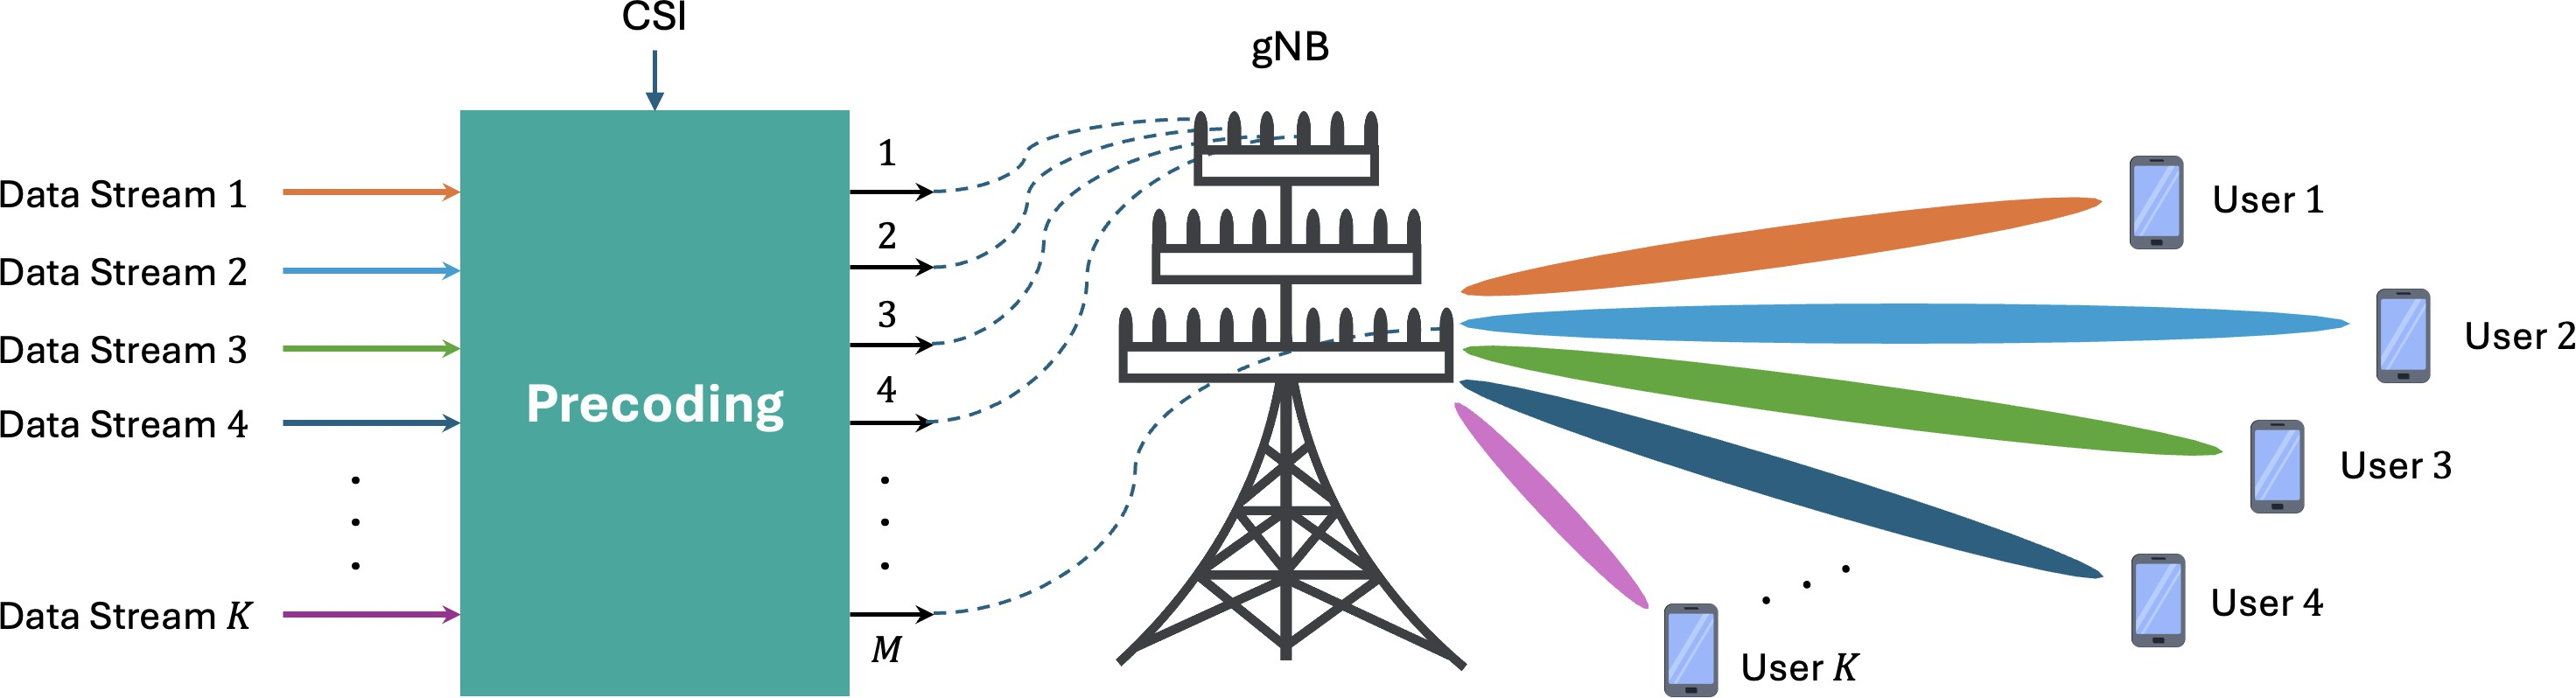 CSI
gNB
Data Stream 1
Data Stream 2
Data Stream 3
Data Stream 4
Data Stream K
Precoding
1
2
3
4
M
User 1
User 2
User 3
User 4
User K